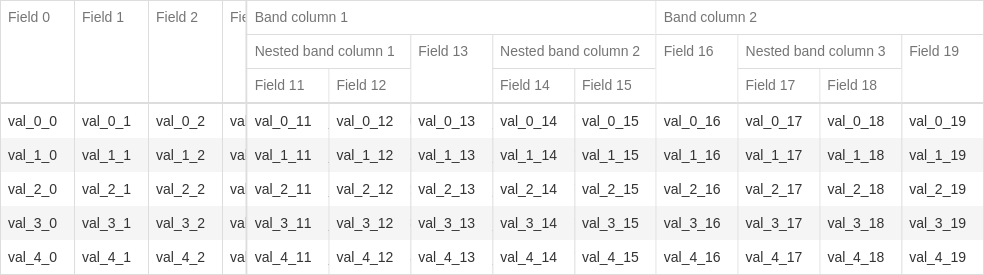 Field 0 Field 1 Field 2 Fie Band column 1 Band column 2
Nested band column 1 Field 13 Nested band column 2 Field 16 Nested band column 3 Field 19
Field 11 Field 12 Field 14 Field 15 Field 17 Field 18
val_0_0 val_0_1 val_0_2 va val_0_11 val_0_12 val_0_13 val_0_14 val_0_15 val_0_16 val_0_17 val_0_18 val_0_19
val_1_0 val_1_1 val_1_2 va val_1_11 val_1_12 val_1_13 val_1_14 val_1_15 val_1_16 val_1_17 val_1_18 val_1_19
val_2_0 val_2_1 val_2_2 va val_2_11 val_2_12 val_2_13 val_2_14 val_2_15 val_2_16 val_2_17 val_2_18 val_2_19
val_3_0 val_3_1 val_3_2 va val_3_11 val_3_12 val_3_13 val_3_14 val_3_15 val_3_16 val_3_17 val_3_18 val_3_19
val_4_0 val_4_1 val_4_2 va val_4_11 val_4_12 val_4_13 val_4_14 val_4_15 val_4_16 val_4_17 val_4_18 val_4_19